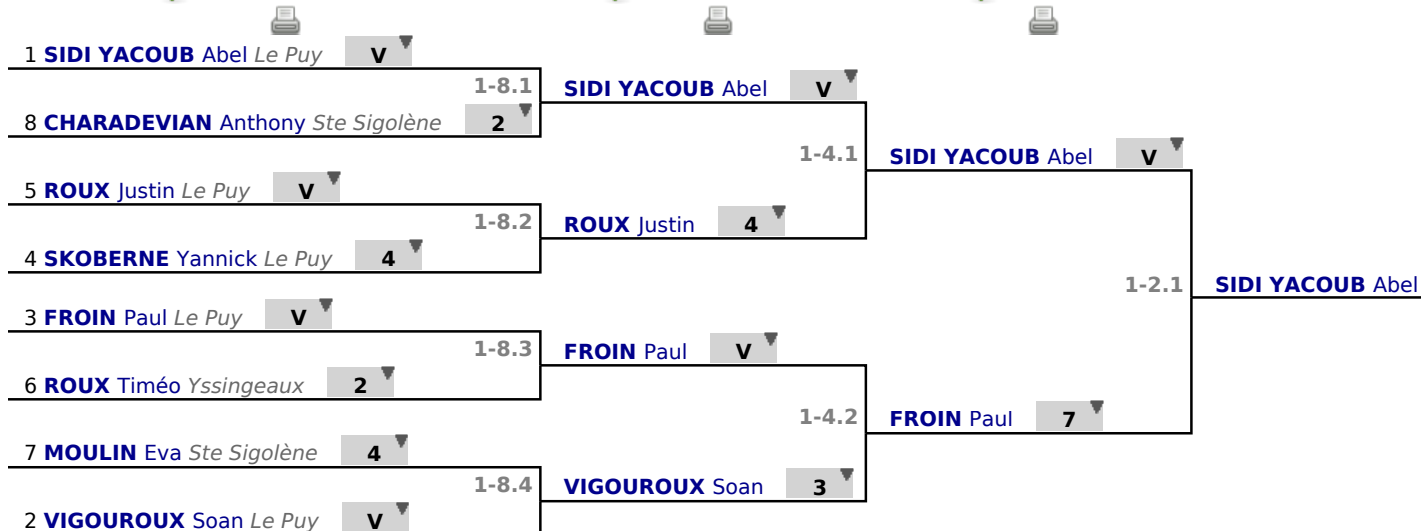 1 SIDI YACOUB Abel Le Puy V
1-8.1
8 CHARADEVIAN Anthony Ste Sigolène 2
5 ROUX Justin Le Puy V
1-8.2
4 SKOBERNE Yannick Le Puy 4
3 FROIN Paul Le Puy V
1-8.3
6 ROUX Timéo Yssingeaux 2
7 MOULIN Eva Ste Sigolène 4
1-8.4
2 VIGOUROUX Soan Le Puy V
SIDI YACOUB Abel V
1-4.1
ROUX Justin 4
FROIN Paul V
1-4.2
VIGOUROUX Soan 3
SIDI YACOUB Abel V
1-2.1
FROIN Paul 7
SIDI YACOUB Abel